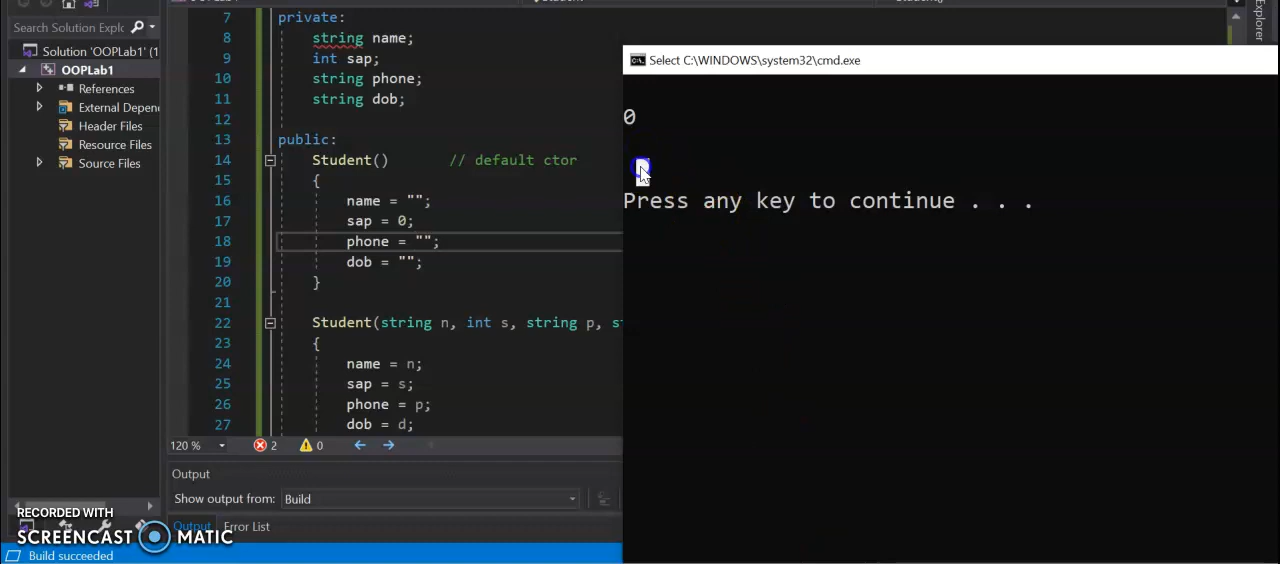 7 private:
8 string name;
9 int sap;
10 string phone;
11 string dob;
12
13 public:
14 Student() // default ctor
15 {
16 name = "";
17 sap = 0;
18 phone = "";
19 dob = "";
20 }
21
22 Student(string n, int s, string p, st
23 {
24 name = n;
25 sap = s;
26 phone = p;
27 dob = d;
120 %
2
0
Search Solution Explo
Solution 'OOPLab1' (1
OOPLab1
References
External Depen
Header Files
Resource Files
Source Files
Output
Show output from: Build
Output Error List
Build succeeded
RECORDED WITH
SCREENCAST MATIC
Select C:\WINDOWS\system32\cmd.exe
0
Press any key to continue . . .
Explorer